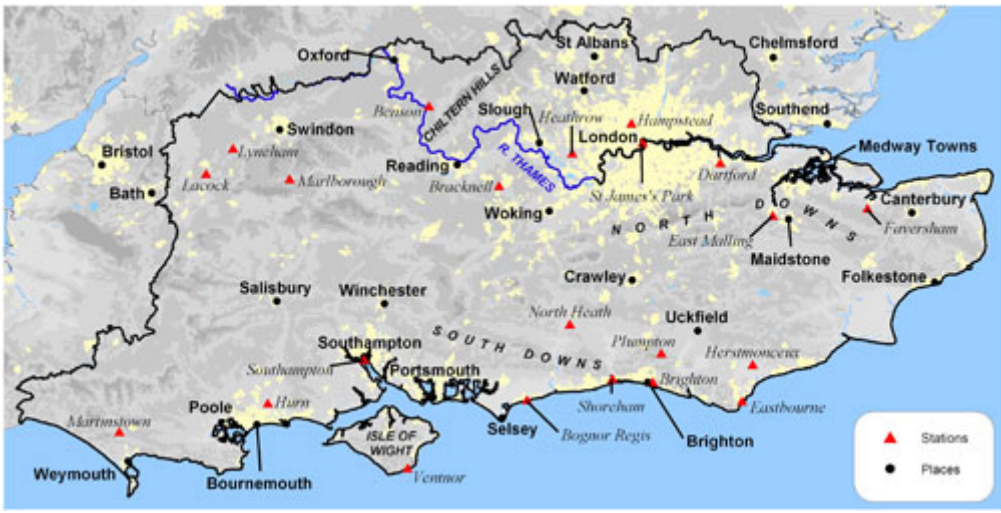 Oxford
St Albans
Chelmsford
Watford
Benson
CHILTERN HILLS
Slough
Heathrow
Hampstead
Southend
Swindon
London
Bristol
Lyneham
Reading
R. THAMES
Medway Towns
Lacock
Marlborough
Bracknell
Dartford
Bath
St James's Park
Canterbury
Woking
NORTH DOWNS
East Malling
Faversham
Maidstone
Crawley
Folkestone
Salisbury
Winchester
North Heath
Uckfield
SOUTH DOWNS
Southampton
Plumpton
Herstmonceux
Southampton
Portsmouth
Brighton
Poole
Hurn
Shoreham
Eastbourne
Martinstown
Selsey
Bognor Regis
Brighton
ISLE OF
WIGHT
Weymouth
Bournemouth
Ventnor
Stations
Places